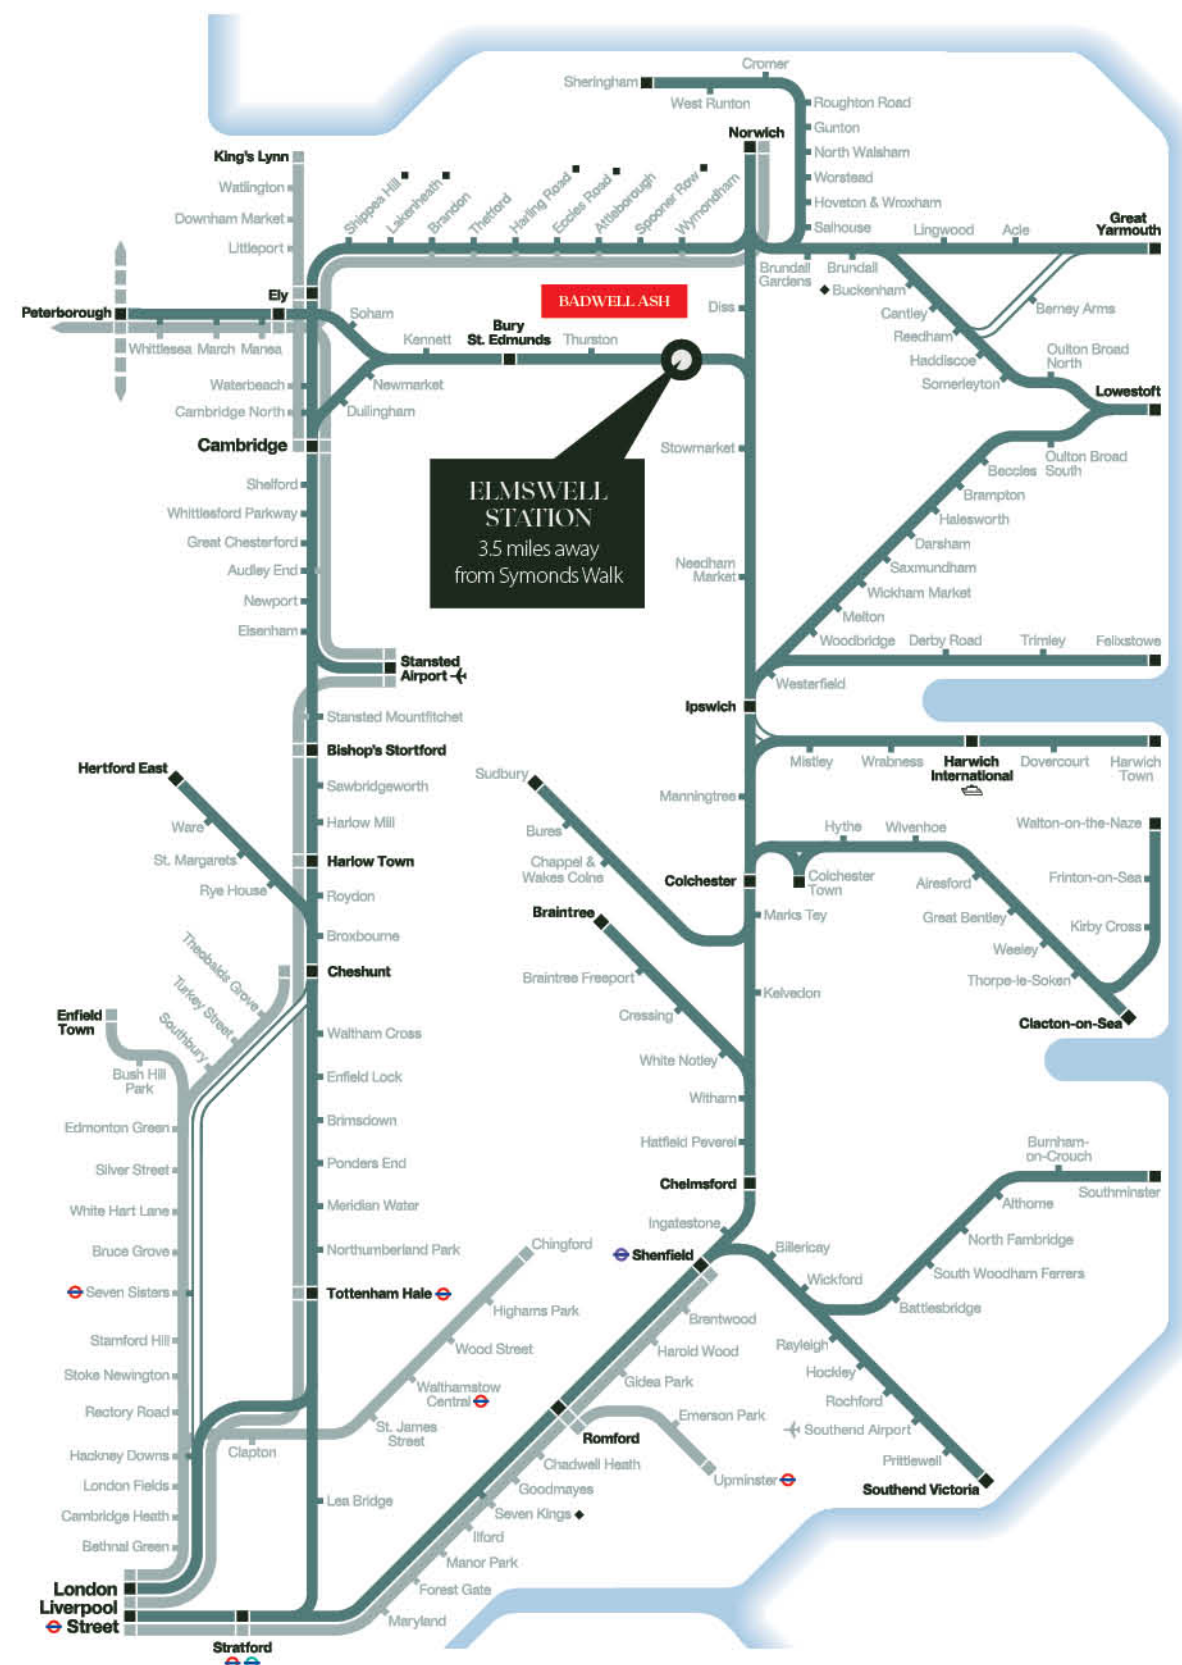 Cromer
Sheringham
West Runton
Roughton Road
Gunton
Norwich
North Walsham
King's Lynn
Worstead
Watlington
Hoveton & Wroxham
Downham Market
Salhouse
Littleport
Shippea Hill
Lakenheath
Brandon
Thetford
Harling Road
Eccles Road
Attleborough
Spooner Row
Wymondham
Lingwood
Acle
Great
Yarmouth
Brundall
Gardens
Brundall
Buckenham
Cantley
Reedham
Haddiscoe
Somerleyton
Berney Arms
Oulton Broad
North
Lowestoft
Oulton Broad
South
Beccles
Brampton
Halesworth
Darsham
Saxmundham
Wickham Market
Melton
Woodbridge
Derby Road
Trimley
Felixstowe
Westerfield
Ely
Peterborough
Whittlesea
March
Manea
Soham
BADWELL ASH
Diss
Kennett
Bury
St. Edmunds
Thurston
Newmarket
Dullingham
Waterbeach
Cambridge North
Cambridge
Stowmarket
ELMSWELL
STATION
3.5 miles away
from Symonds Walk
Shelford
Whittlesford Parkway
Great Chesterford
Audley End
Newport
Elsenham
Needham
Market
Stansted
Airport
Stansted Mountfitchet
Ipswich
Bishop's Stortford
Mistley
Wrabness
Harwich
International
Dovercourt
Harwich
Town
Hertford East
Ware
St. Margarets
Rye House
Sawbridgeworth
Harlow Mill
Harlow Town
Roydon
Broxbourne
Cheshunt
Sudbury
Bures
Chappel &
Wakes Colne
Manningtree
Colchester
Hythe
Wivenhoe
Colchester
Town
Walton-on-the-Naze
Frinton-on-Sea
Kirby Cross
Alresford
Great Bentley
Weeley
Thorpe-le-Soken
Clacton-on-Sea
Marks Tey
Kelvedon
Braintree
Braintree Freeport
Cressing
White Notley
Witham
Hatfield Peverel
Chelmsford
Ingatestone
Shenfield
Theobalds Grove
Turkey Street
Southbury
Enfield
Town
Bush Hill
Park
Edmonton Green
Silver Street
White Hart Lane
Bruce Grove
Seven Sisters
Stamford Hill
Stoke Newington
Rectory Road
Hackney Downs
London Fields
Cambridge Heath
Bethnal Green
Waltham Cross
Enfield Lock
Brimsdown
Ponders End
Meridian Water
Northumberland Park
Tottenham Hale
Clapton
Lea Bridge
Chingford
Highams Park
Wood Street
Walthamstow
Central
St. James
Street
Burnham-
on-Crouch
Southminster
Althorne
North Fambridge
South Woodham Ferrers
Battlesbridge
Billericay
Wickford
Rayleigh
Hockley
Rochford
Southend Airport
Prittlewell
Southend Victoria
Brentwood
Harold Wood
Gidea Park
Romford
Emerson Park
Upminster
Chadwell Heath
Goodmayes
Seven Kings
Ilford
Manor Park
Forest Gate
Maryland
London
Liverpool
Street
Stratford